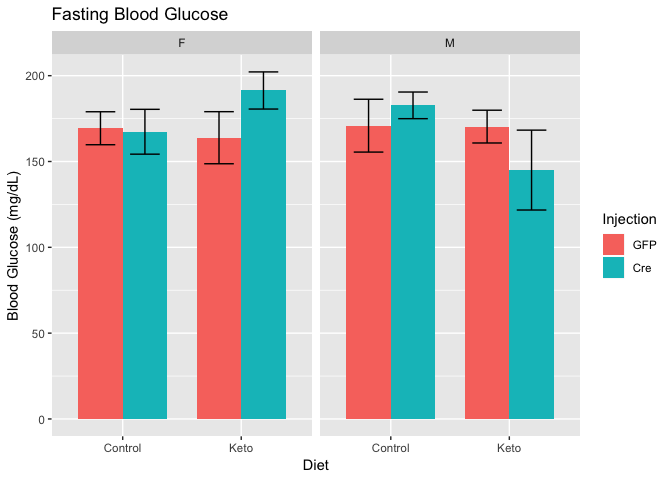 Fasting Blood Glucose
F
M
200
150
100
50
0
Blood Glucose (mg/dL)
Control
Keto
Control
Keto
Diet
Injection
GFP
Cre